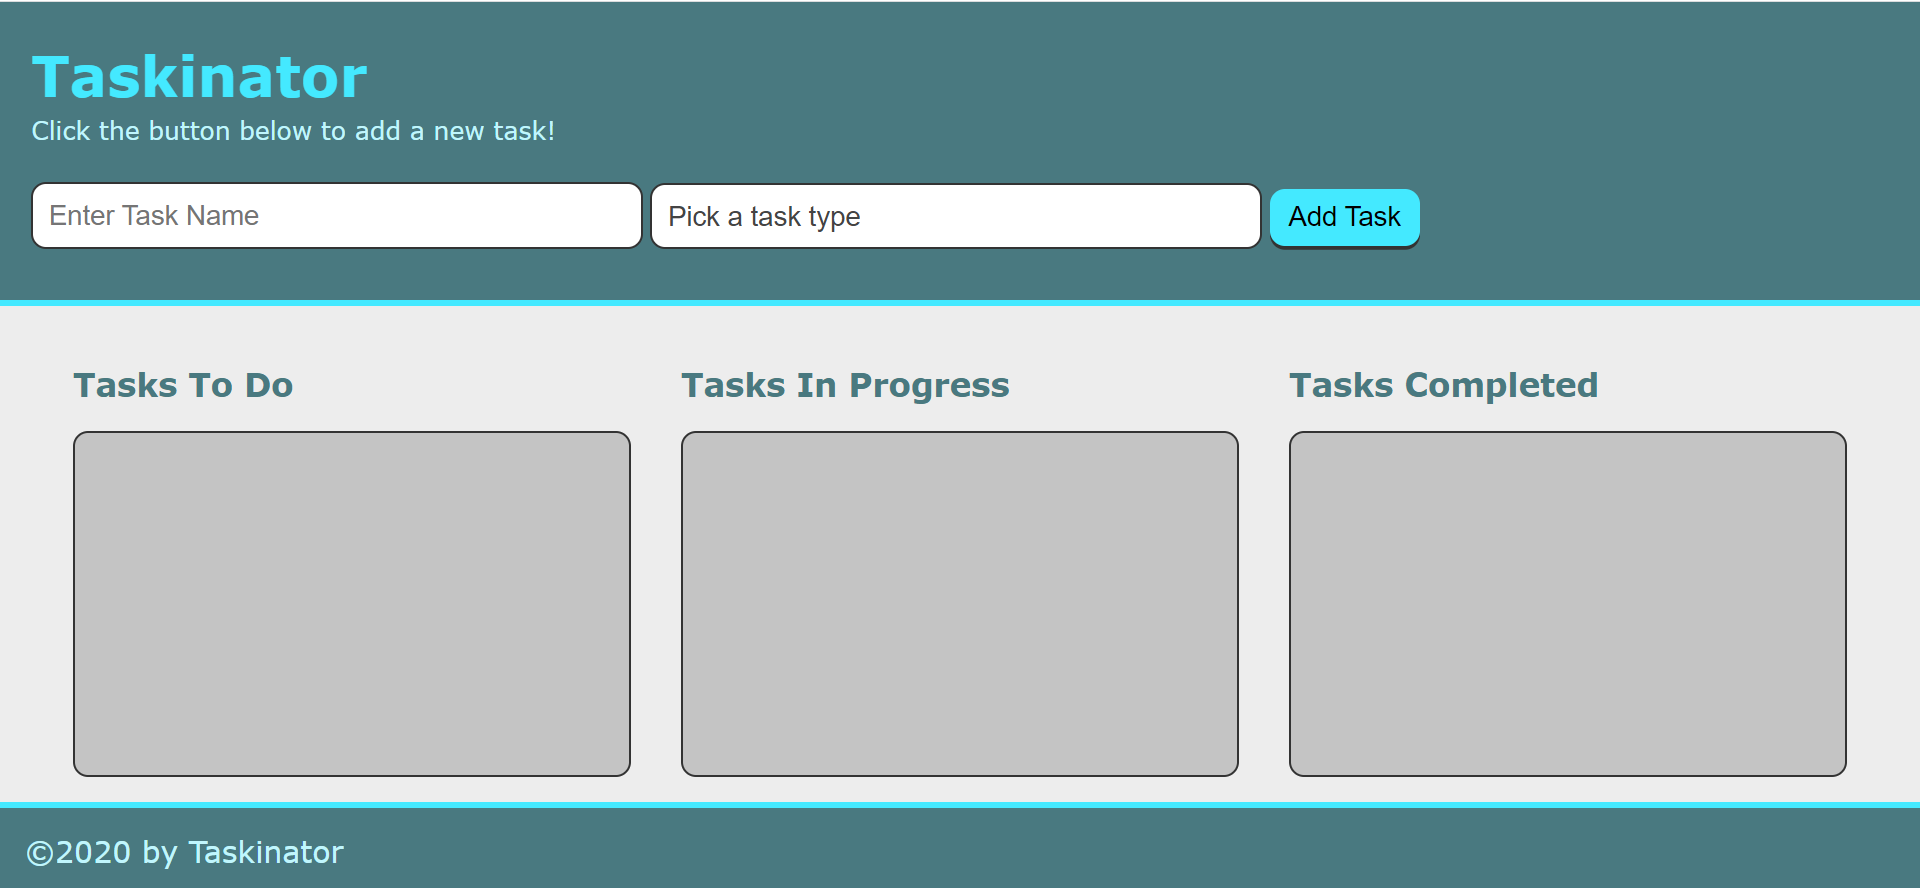 Taskinator
Click the button below to add a new task!
Enter Task Name
Pick a task type
Add Task
Tasks To Do
Tasks In Progress
Tasks Completed
©2020 by Taskinator